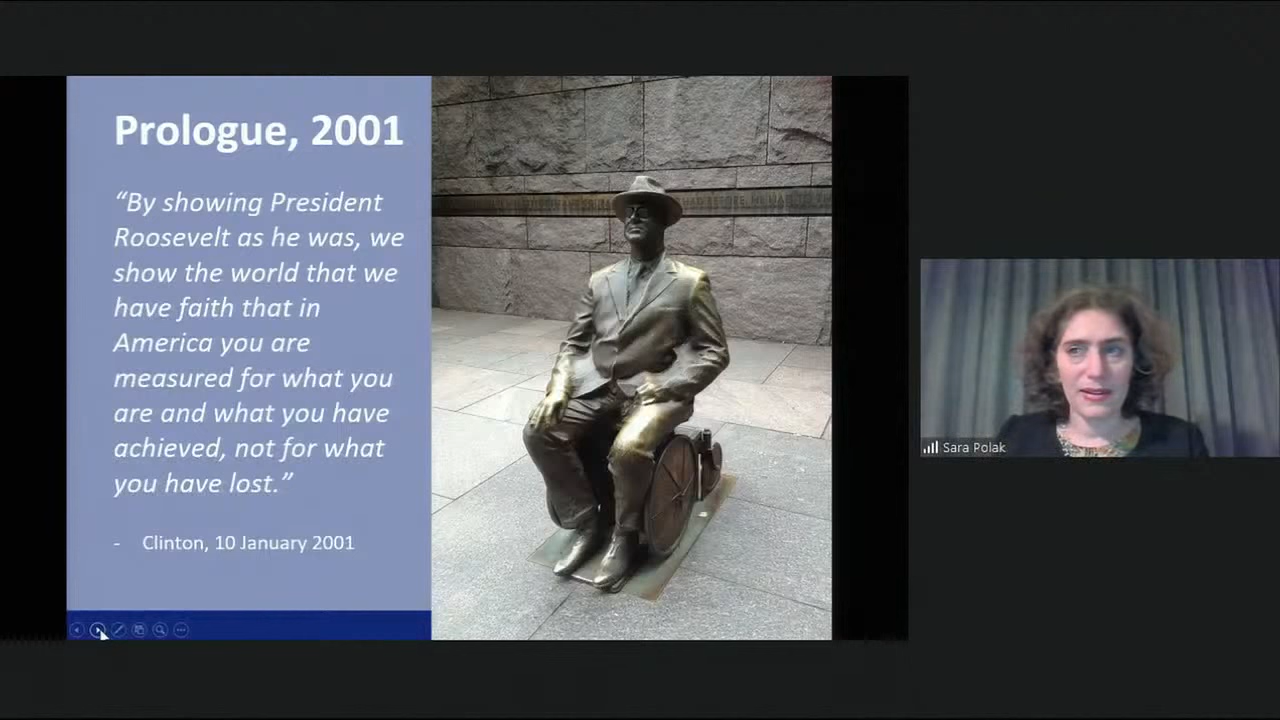 Prologue, 2001
“By showing President
Roosevelt as he was, we
show the world that we
have faith that in
America you are
measured for what you
are and what you have
achieved, not for what
you have lost.”
- Clinton, 10 January 2001
Sara Polak